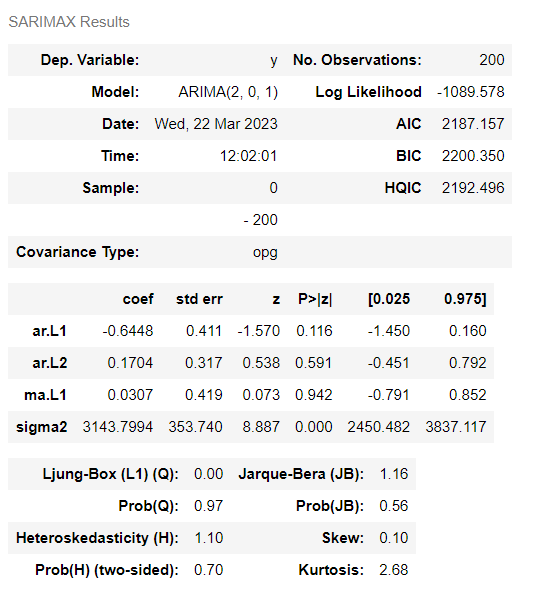 SARIMAX Results
Dep. Variable: y No. Observations: 200
Model: ARIMA(2, 0, 1) Log Likelihood -1089.578
Date: Wed, 22 Mar 2023 AIC 2187.157
Time: 12:02:01 BIC 2200.350
Sample: 0 HQIC 2192.496
- 200
Covariance Type: opg
coef std err z P>|z| [0.025 0.975]
ar.L1 -0.6448 0.411 -1.570 0.116 -1.450 0.160
ar.L2 0.1704 0.317 0.538 0.591 -0.451 0.792
ma.L1 0.0307 0.419 0.073 0.942 -0.791 0.852
sigma2 3143.7994 353.740 8.887 0.000 2450.482 3837.117
Ljung-Box (L1) (Q): 0.00 Jarque-Bera (JB): 1.16
Prob(Q): 0.97 Prob(JB): 0.56
Heteroskedasticity (H): 1.10 Skew: 0.10
Prob(H) (two-sided): 0.70 Kurtosis: 2.68